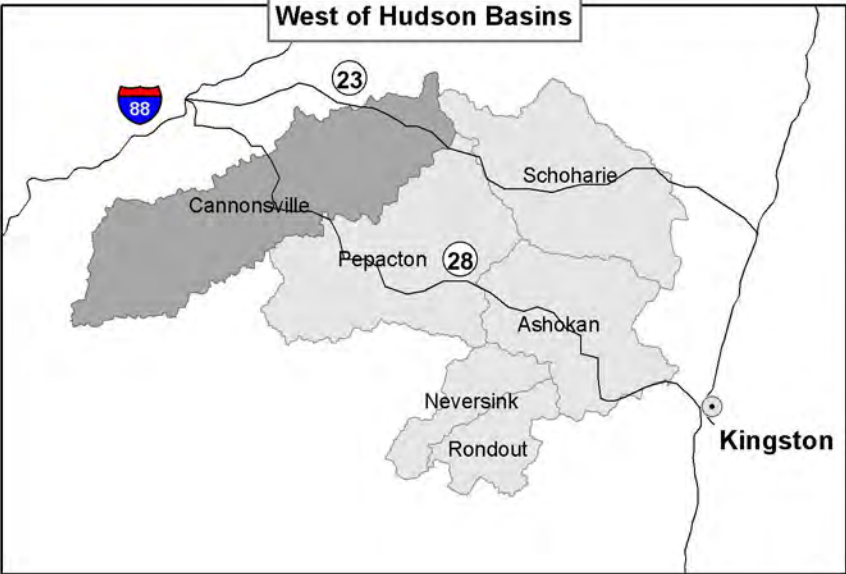 West of Hudson Basins
23
88
Schoharie
Cannonsville
Pepacton
28
Ashokan
Neversink
Kingston
Rondout